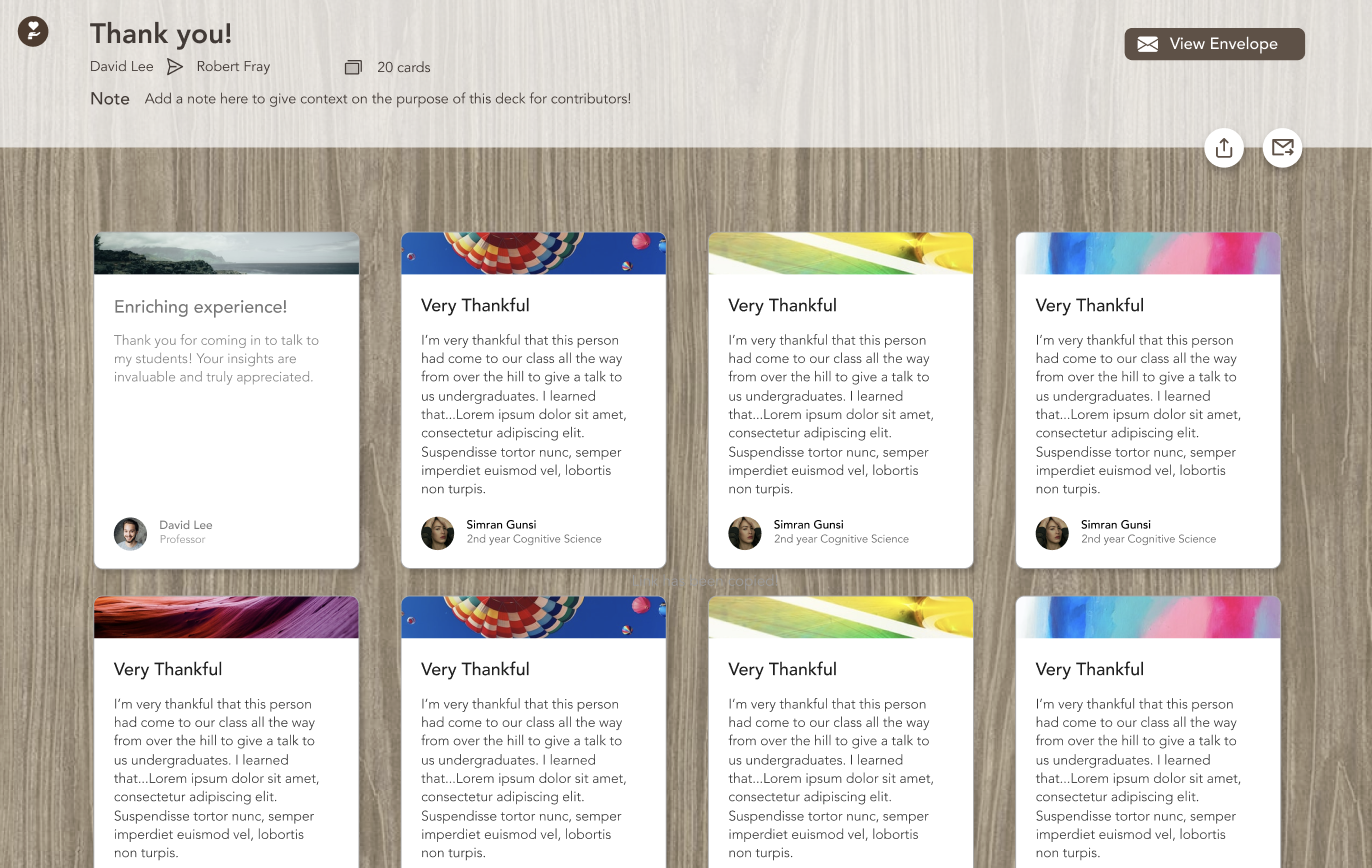 Thank you!
View Envelope
David Lee Robert Fray 20 cards
Note Add a note here to give context on the purpose of this deck for contributors!
Enriching experience!
Thank you for coming in to talk to
my students! Your insights are
invaluable and truly appreciated.
David Lee
Professor
Very Thankful
I’m very thankful that this person
had come to our class all the way
from over the hill to give a talk to
us undergraduates. I learned
that...Lorem ipsum dolor sit amet,
consectetur adipiscing elit.
Suspendisse tortor nunc, semper
imperdiet euismod vel, lobortis
non turpis.
Simran Gunsi
2nd year Cognitive Science
Very Thankful
I’m very thankful that this person
had come to our class all the way
from over the hill to give a talk to
us undergraduates. I learned
that...Lorem ipsum dolor sit amet,
consectetur adipiscing elit.
Suspendisse tortor nunc, semper
imperdiet euismod vel, lobortis
non turpis.
Simran Gunsi
2nd year Cognitive Science
Very Thankful
I’m very thankful that this person
had come to our class all the way
from over the hill to give a talk to
us undergraduates. I learned
that...Lorem ipsum dolor sit amet,
consectetur adipiscing elit.
Suspendisse tortor nunc, semper
imperdiet euismod vel, lobortis
non turpis.
Simran Gunsi
2nd year Cognitive Science
Very Thankful
I’m very thankful that this person
had come to our class all the way
from over the hill to give a talk to
us undergraduates. I learned
that...Lorem ipsum dolor sit amet,
consectetur adipiscing elit.
Suspendisse tortor nunc, semper
imperdiet euismod vel, lobortis
non turpis.
Very Thankful
I’m very thankful that this person
had come to our class all the way
from over the hill to give a talk to
us undergraduates. I learned
that...Lorem ipsum dolor sit amet,
consectetur adipiscing elit.
Suspendisse tortor nunc, semper
imperdiet euismod vel, lobortis
non turpis.
Very Thankful
I’m very thankful that this person
had come to our class all the way
from over the hill to give a talk to
us undergraduates. I learned
that...Lorem ipsum dolor sit amet,
consectetur adipiscing elit.
Suspendisse tortor nunc, semper
imperdiet euismod vel, lobortis
non turpis.
Very Thankful
I’m very thankful that this person
had come to our class all the way
from over the hill to give a talk to
us undergraduates. I learned
that...Lorem ipsum dolor sit amet,
consectetur adipiscing elit.
Suspendisse tortor nunc, semper
imperdiet euismod vel, lobortis
non turpis.